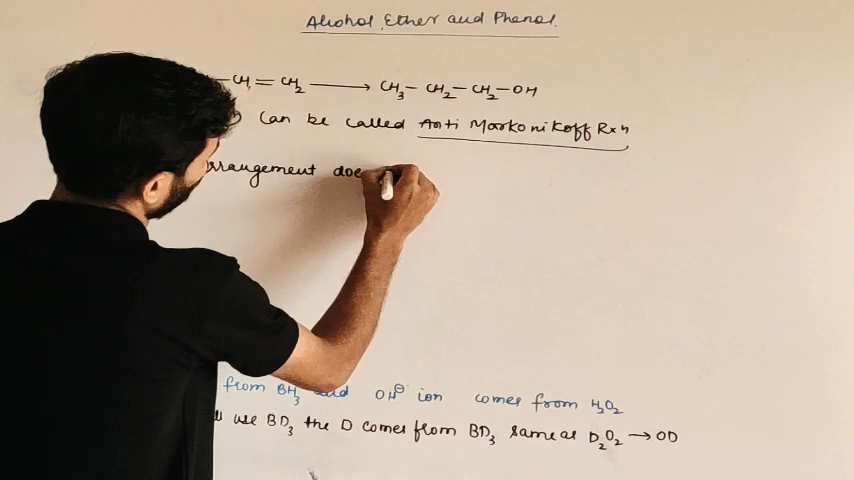 Alcohol, Ether and Phenol.
–CH=CH₂ ⟶ CH₃–CH₂–CH₂–OH
can be called Anti Markonikoff Rxn
rrangement doe
from BH₃ and OH⊖ ion comes from H₂O₂
use BD₃ the D comes from BD₃ same as D₂O₂ → OD